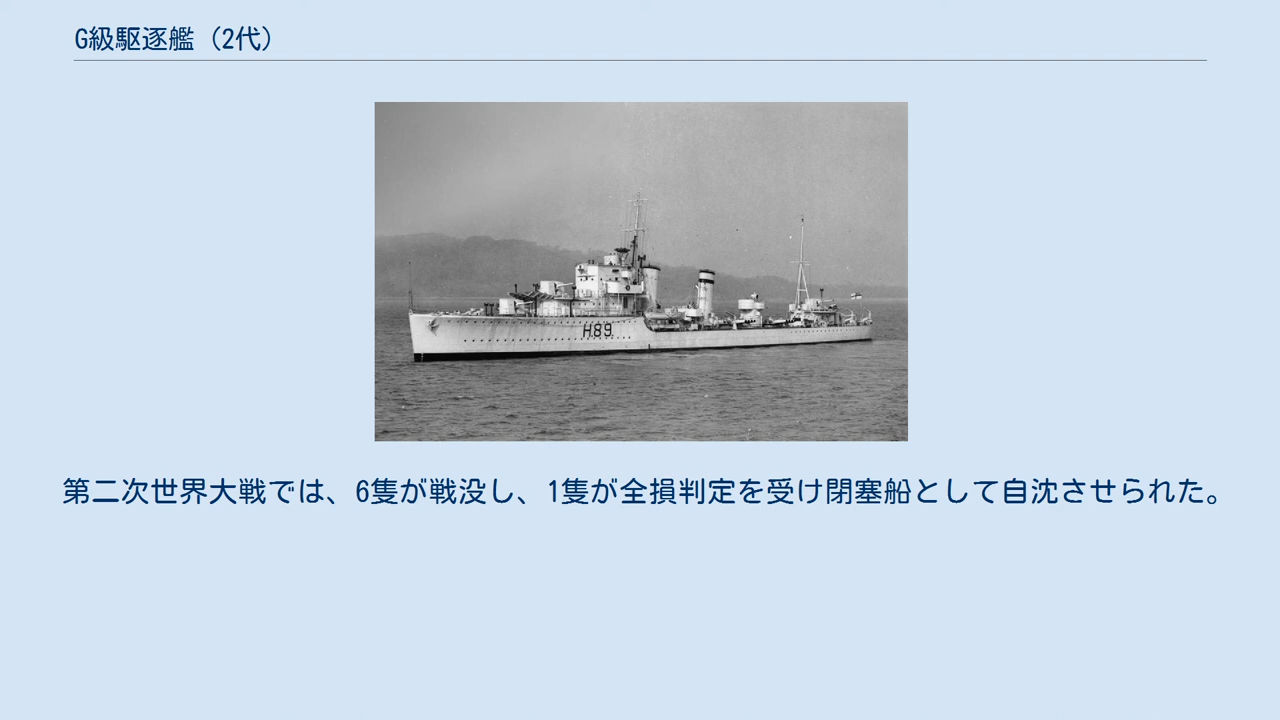 G級駆逐艦（2代）
H89
第二次世界大戦では、6隻が戦没し、1隻が全損判定を受け閉塞船として自沈させられた。